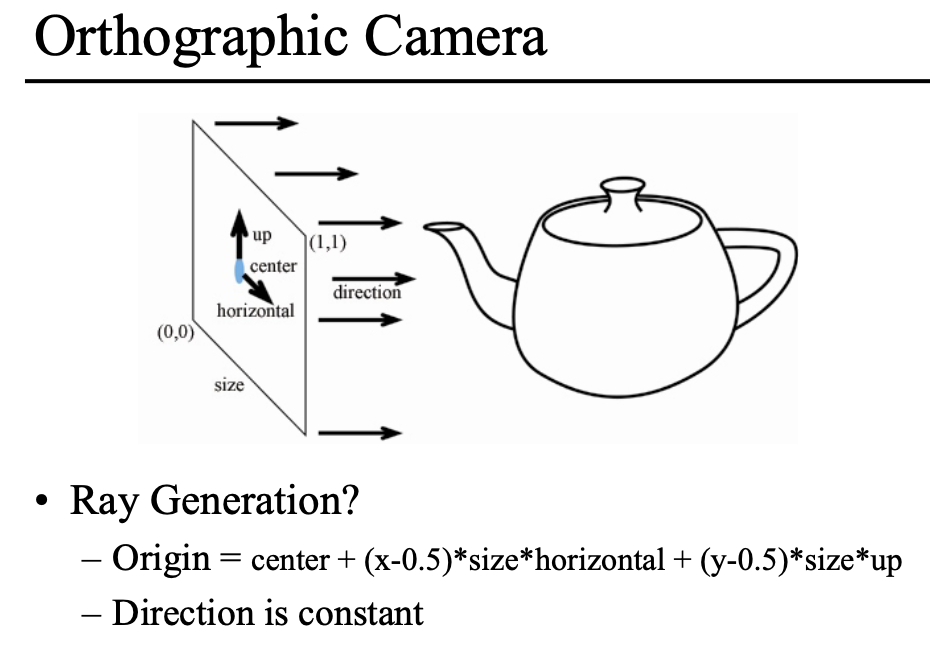 Orthographic Camera
up
(1,1)
center
direction
horizontal
(0,0)
size
• Ray Generation?
– Origin = center + (x-0.5)*size*horizontal + (y-0.5)*size*up
– Direction is constant